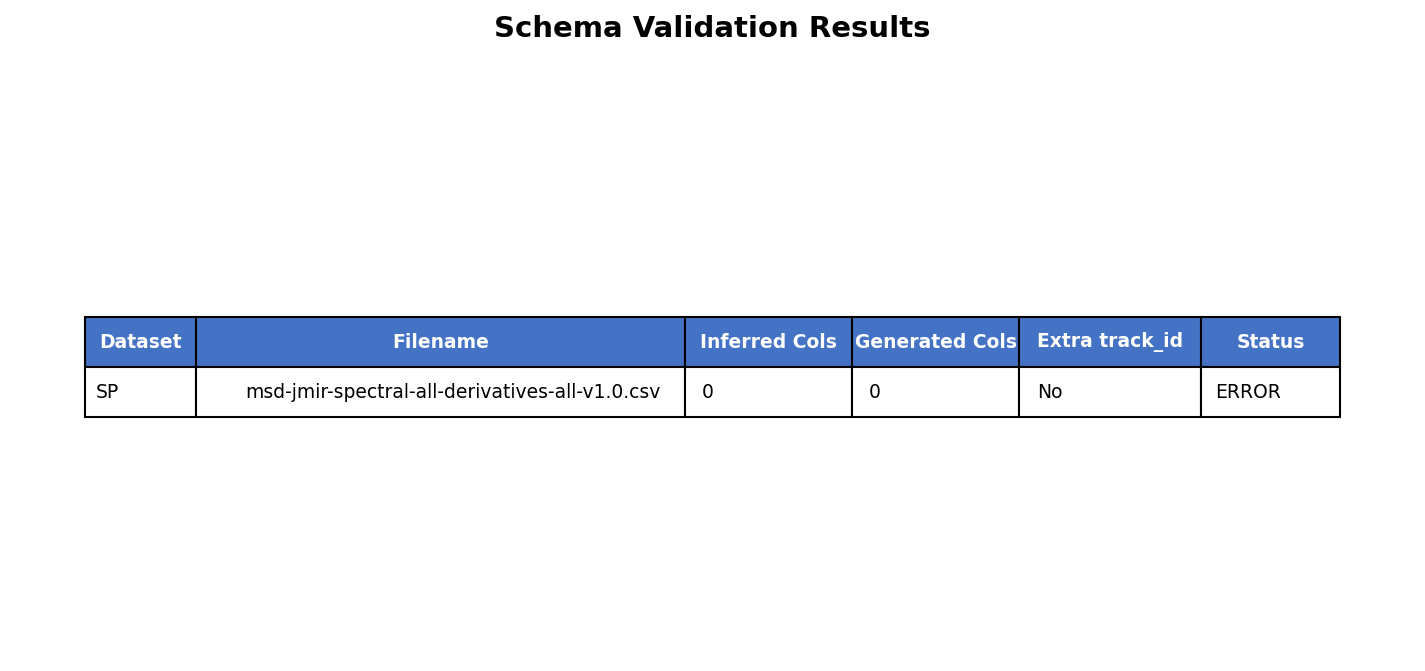 Schema Validation Results
Dataset Filename Inferred Cols Generated Cols Extra track_id Status
SP msd-jmir-spectral-all-derivatives-all-v1.0.csv 0 0 No ERROR